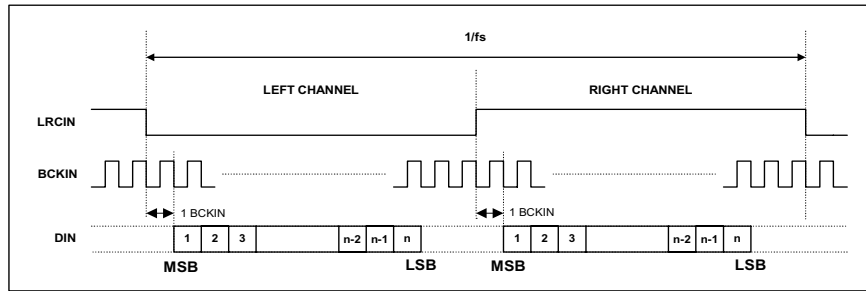 1/fs
LEFT CHANNEL RIGHT CHANNEL
LRCIN
BCKIN
1 BCKIN 1 BCKIN
DIN 1 2 3 n-2 n-1 n 1 2 3 n-2 n-1 n
MSB LSB MSB LSB